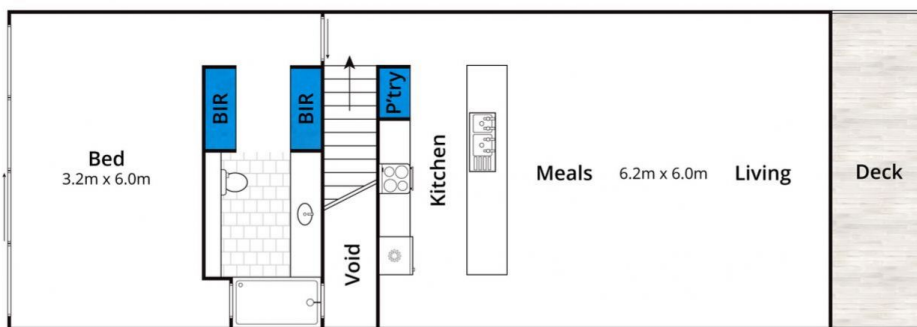 Bed
3.2m x 6.0m
BIR
BIR
Void
P'try
Kitchen
Meals
6.2m x 6.0m
Living
Deck